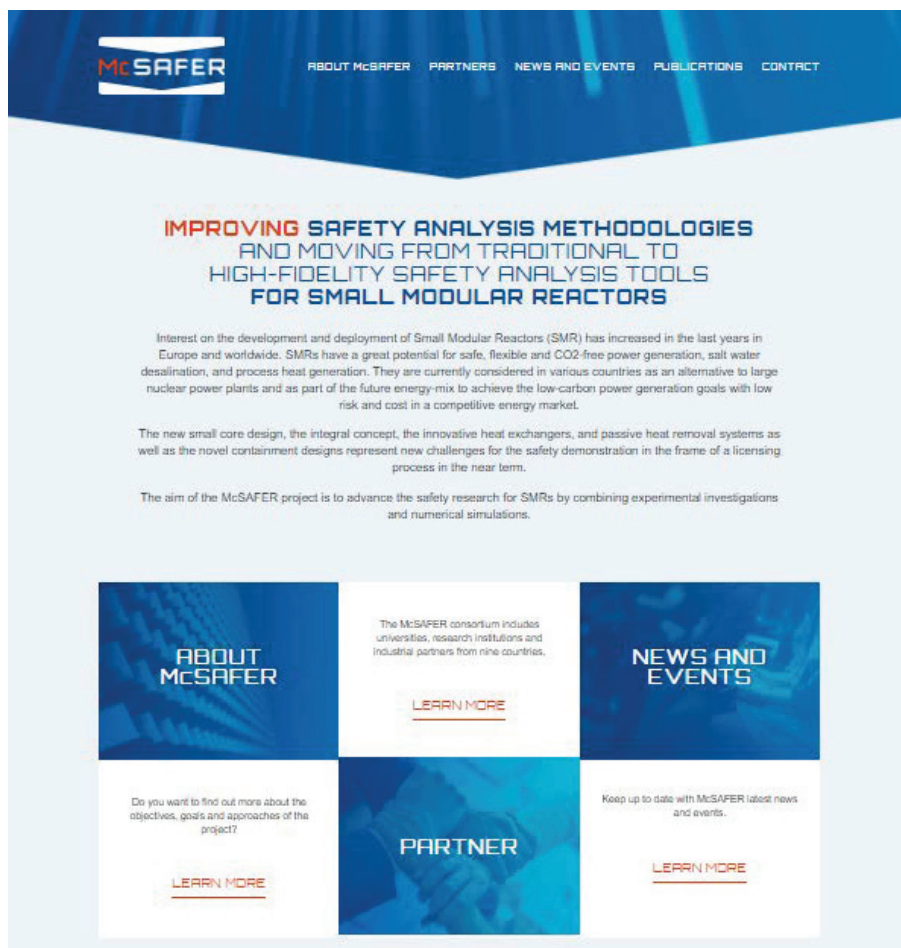 McSAFER
ABOUT McSAFER PARTNERS NEWS AND EVENTS PUBLICATIONS CONTACT
IMPROVING SAFETY ANALYSIS METHODOLOGIES
AND MOVING FROM TRADITIONAL TO
HIGH-FIDELITY SAFETY ANALYSIS TOOLS
FOR SMALL MODULAR REACTORS
Interest on the development and deployment of Small Modular Reactors (SMR) has increased in the last years in
Europe and worldwide. SMRs have a great potential for safe, flexible and CO2-free power generation, salt water
desalination, and process heat generation. They are currently considered in various countries as an alternative to large
nuclear power plants and as part of the future energy-mix to achieve the low-carbon power generation goals with low
risk and cost in a competitive energy market.
The new small core design, the integral concept, the innovative heat exchangers, and passive heat removal systems as
well as the novel containment designs represent new challenges for the safety demonstration in the frame of a licensing
process in the near term.
The aim of the McSAFER project is to advance the safety research for SMRs by combining experimental investigations
and numerical simulations.
ABOUT
McSAFER
The McSAFER consortium includes
universities, research institutions and
industrial partners from nine countries.
LEARN MORE
NEWS AND
EVENTS
Do you want to find out more about the
objectives, goals and approaches of the
project?
LEARN MORE
PARTNER
Keep up to date with McSAFER latest news
and events.
LEARN MORE